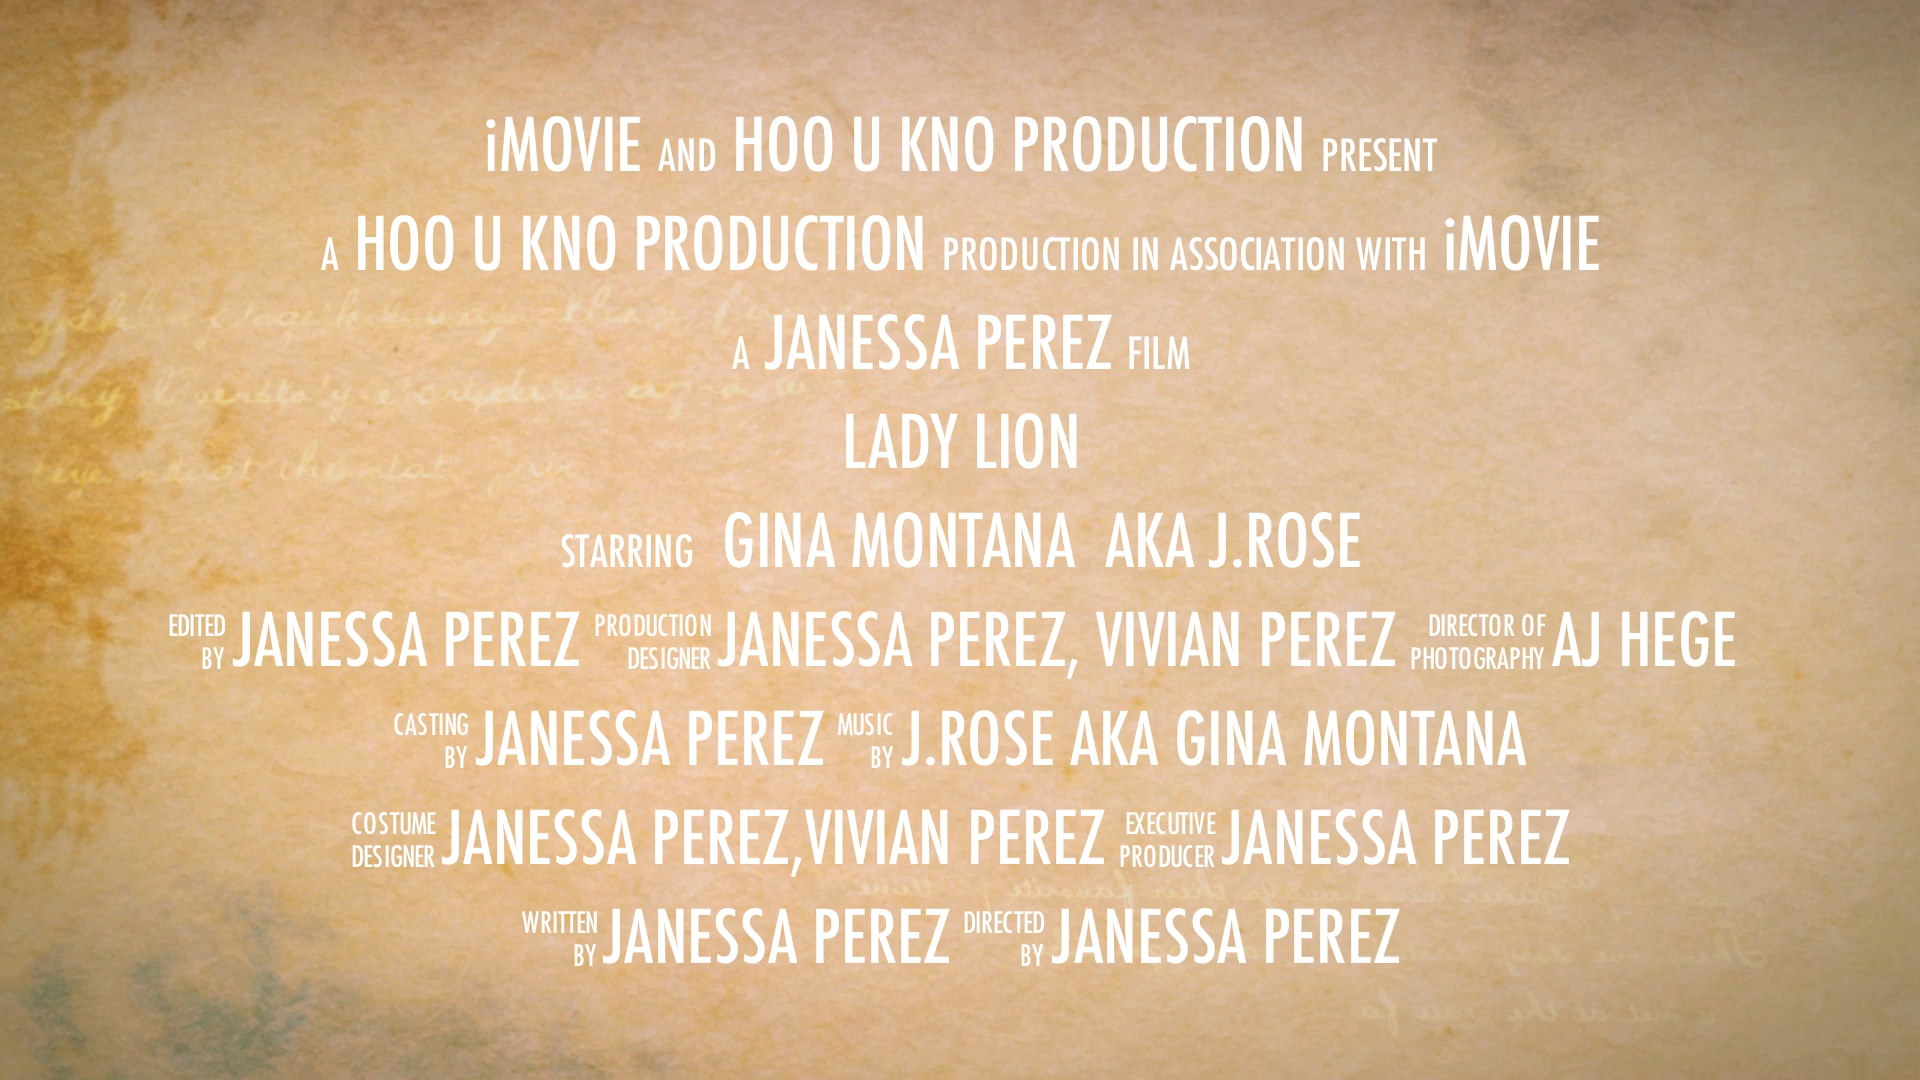 iMOVIE AND HOO U KNO PRODUCTION PRESENT
A HOO U KNO PRODUCTION PRODUCTION IN ASSOCIATION WITH iMOVIE
A JANESSA PEREZ FILM
LADY LION
STARRING GINA MONTANA AKA J.ROSE
EDITED BY JANESSA PEREZ PRODUCTION DESIGNER JANESSA PEREZ, VIVIAN PEREZ DIRECTOR OF PHOTOGRAPHY AJ HEGE
CASTING BY JANESSA PEREZ MUSIC BY J.ROSE AKA GINA MONTANA
COSTUME DESIGNER JANESSA PEREZ,VIVIAN PEREZ EXECUTIVE PRODUCER JANESSA PEREZ
WRITTEN BY JANESSA PEREZ DIRECTED BY JANESSA PEREZ